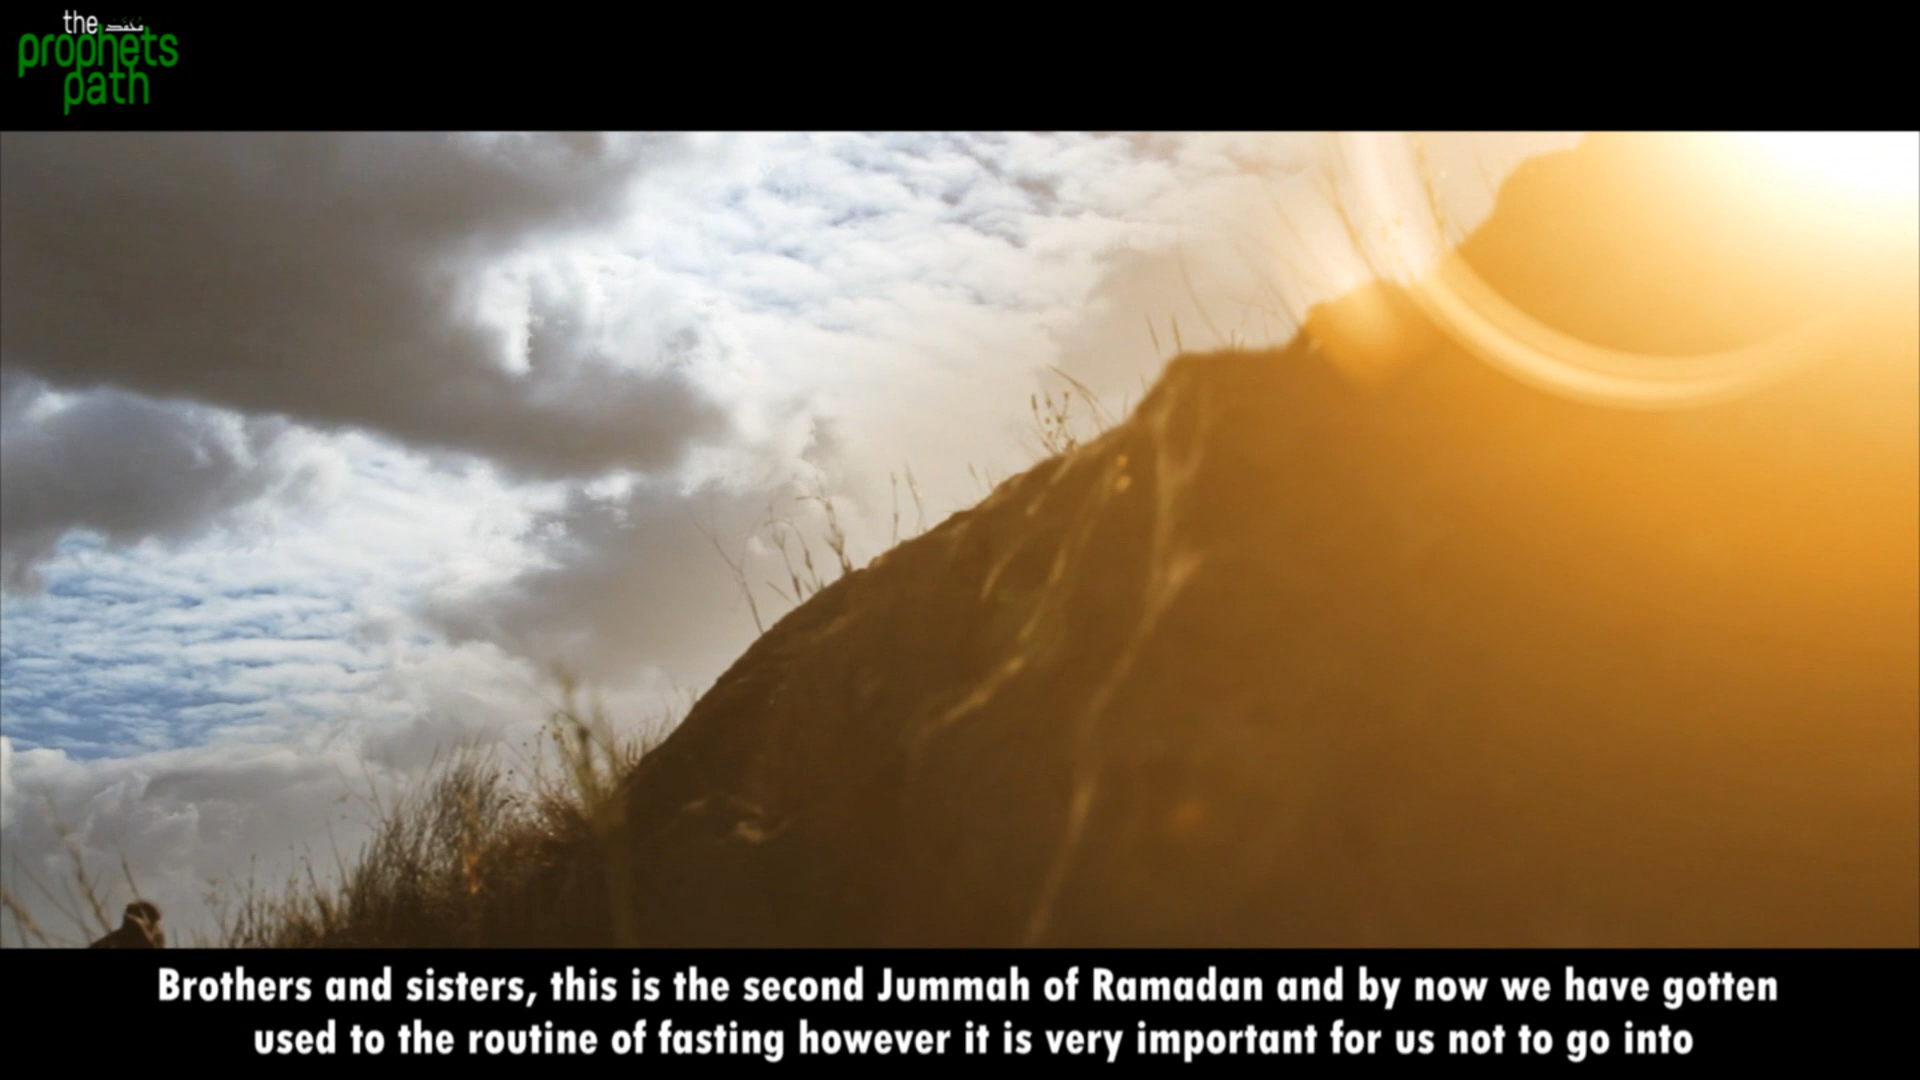 the محمد
prophets
path
Brothers and sisters, this is the second Jummah of Ramadan and by now we have gotten
used to the routine of fasting however it is very important for us not to go into